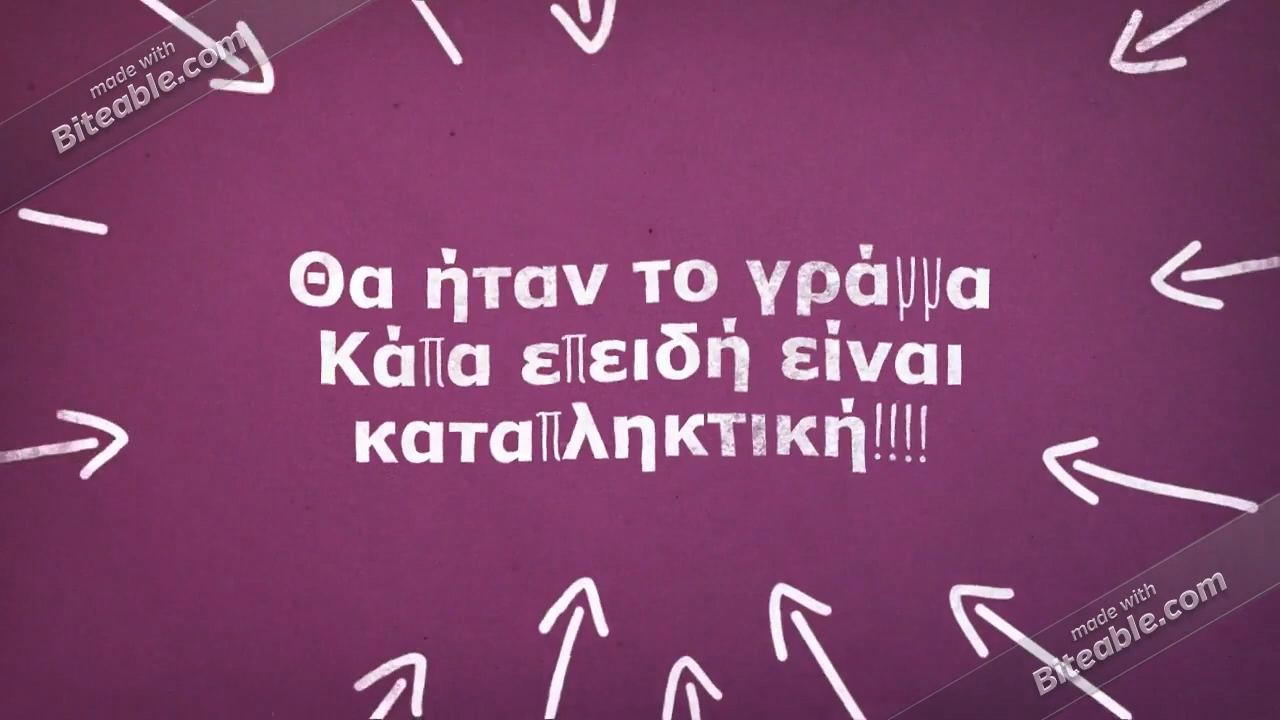 made with
Biteable.com
Θα ήταν το γράμμα
Κάπα επειδή είναι
καταπληκτική!!!!
made with
Biteable.com